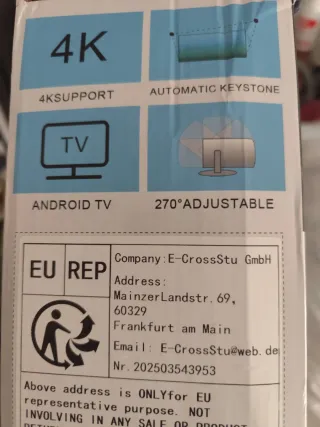 4K
4KSUPPORT
AUTOMATIC KEYSTONE
TV
ANDROID TV
270°ADJUSTABLE
EU REP
Company:E-CrossStu GmbH
Address:
MainzerLandstr.69,
60329
Frankfurt am Main
Email: E-CrossStu@web.de
Nr.202503543953
Above address is ONLYfor EU
representative purpose. NOT
INVOLVING IN ANY SALE OR PRODUCT